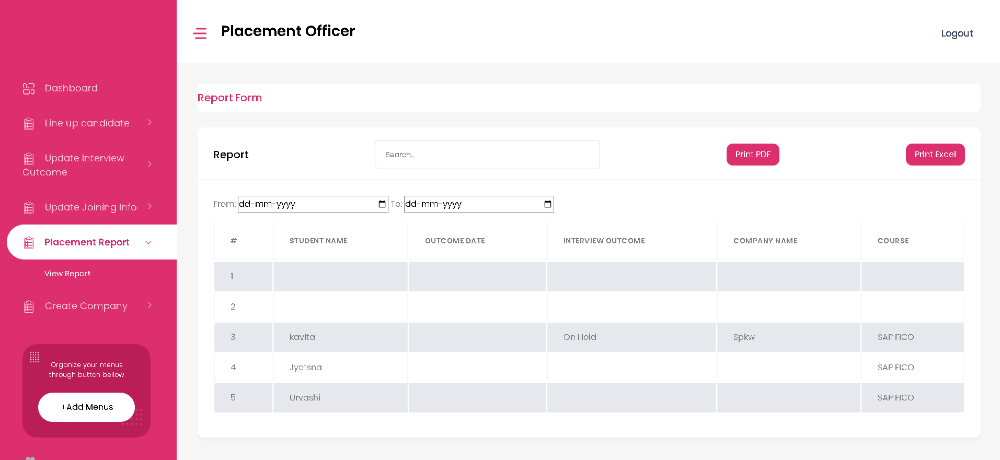 Placement Officer
Logout
Dashboard
Line up candidate
Update Interview
Outcome
Update Joining Info
Placement Report
View Report
Create Company
Organize your menus
through button bellow
+Add Menus
Report Form
Report
Search..
Print PDF
Print Excel
From: dd-mm-yyyy To: dd-mm-yyyy
# STUDENT NAME OUTCOME DATE INTERVIEW OUTCOME COMPANY NAME COURSE
1
2
3 kavita On Hold Spkw SAP FICO
4 Jyotsna SAP FICO
5 Urvashi SAP FICO